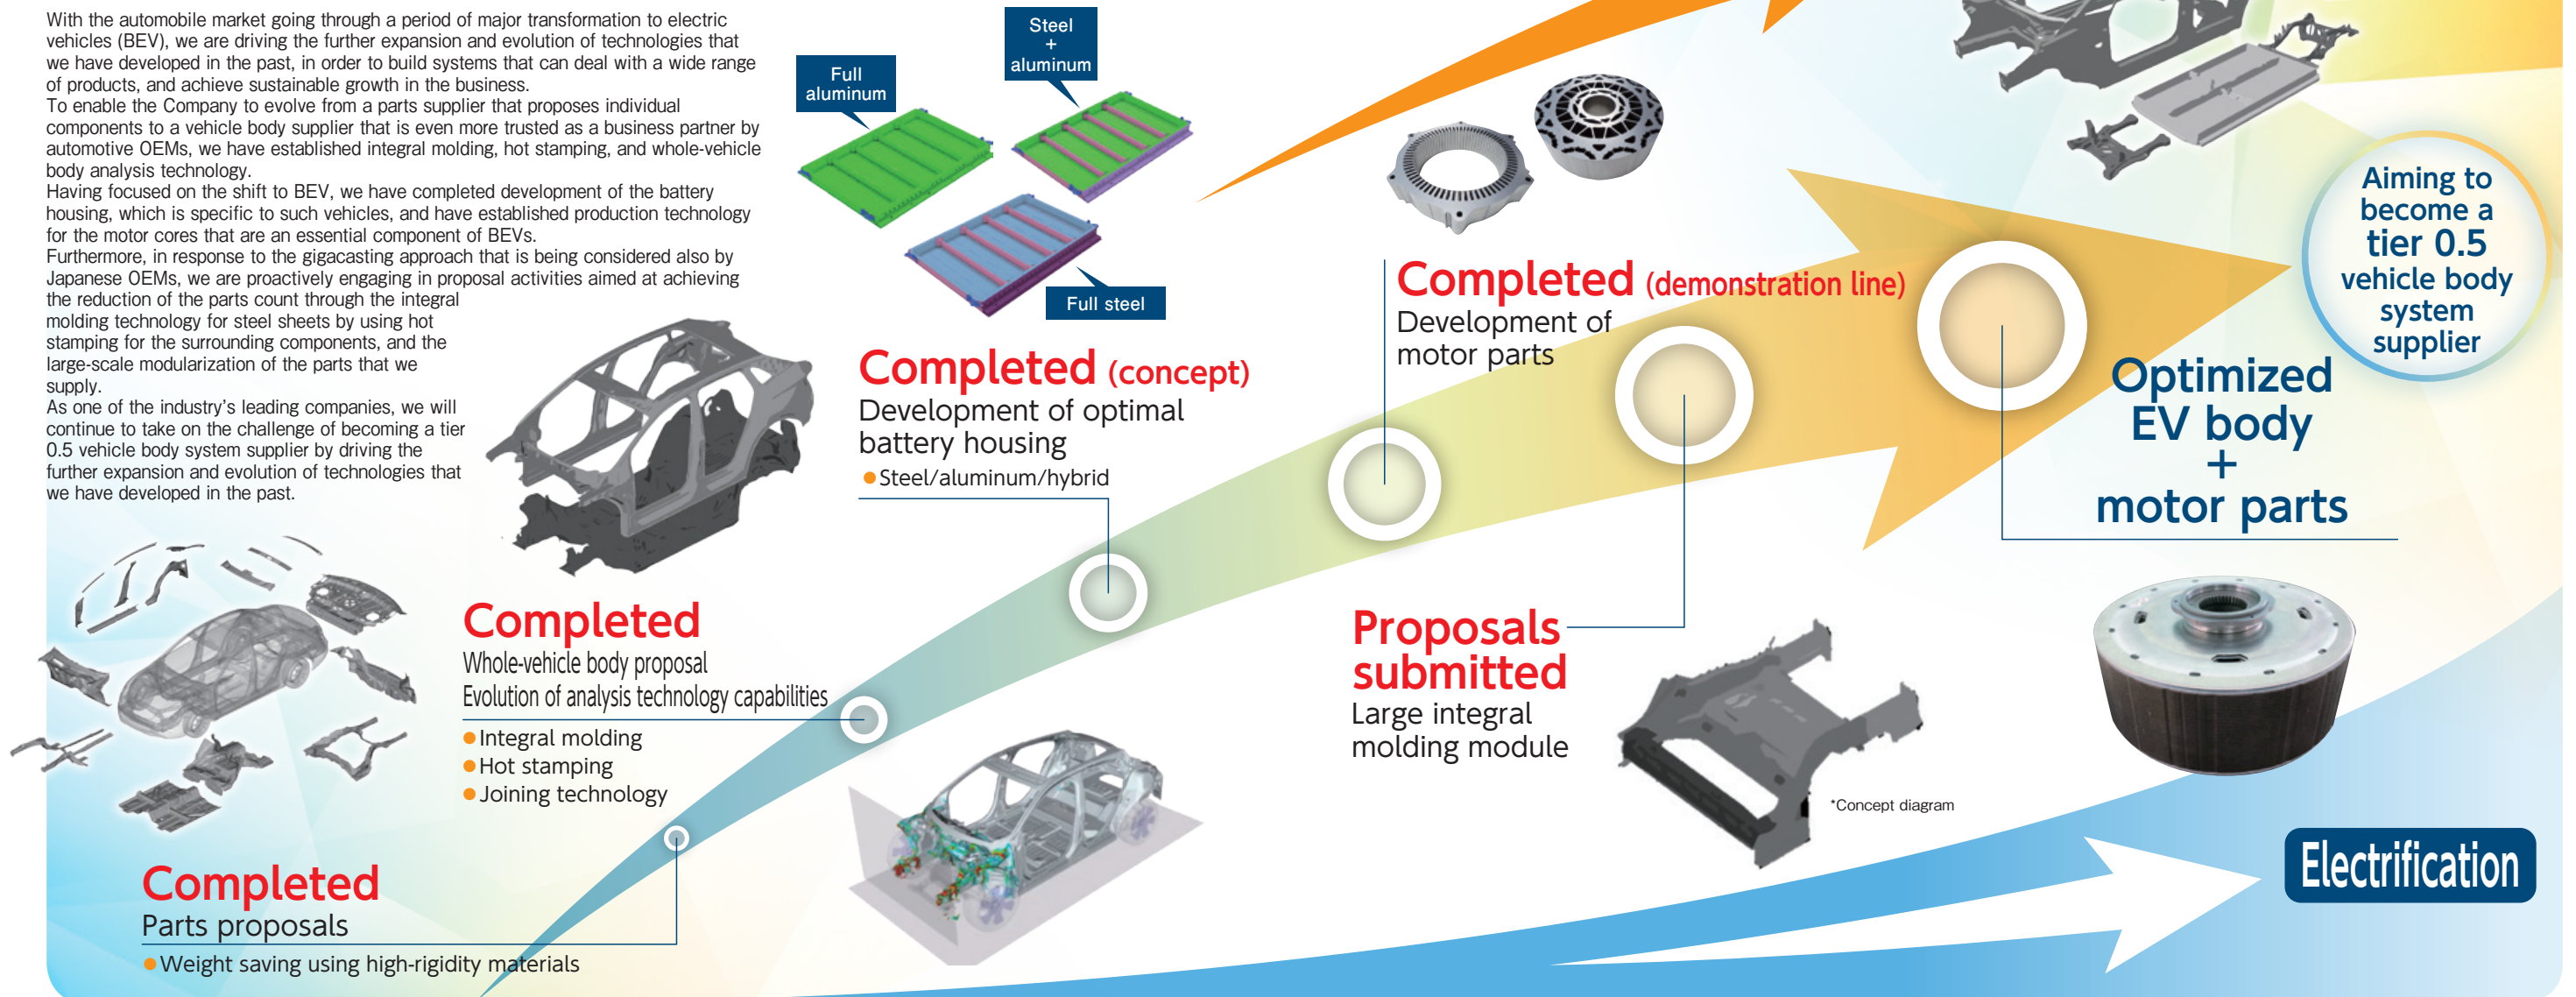 With the automobile market going through a period of major transformation to electric
vehicles (BEV), we are driving the further expansion and evolution of technologies that
we have developed in the past, in order to build systems that can deal with a wide range
of products, and achieve sustainable growth in the business.
To enable the Company to evolve from a parts supplier that proposes individual
components to a vehicle body supplier that is even more trusted as a business partner by
automotive OEMs, we have established integral molding, hot stamping, and whole-vehicle
body analysis technology.
Having focused on the shift to BEV, we have completed development of the battery
housing, which is specific to such vehicles, and have established production technology
for the motor cores that are an essential component of BEVs.
Furthermore, in response to the gigacasting approach that is being considered also by
Japanese OEMs, we are proactively engaging in proposal activities aimed at achieving
the reduction of the parts count through the integral
molding technology for steel sheets by using hot
stamping for the surrounding components, and the
large-scale modularization of the parts that we
supply.
As one of the industry's leading companies, we will
continue to take on the challenge of becoming a tier
0.5 vehicle body system supplier by driving the
further expansion and evolution of technologies that
we have developed in the past.
Completed
Parts proposals
●Weight saving using high-rigidity materials
Completed
Whole-vehicle body proposal
Evolution of analysis technology capabilities
●Integral molding
●Hot stamping
●Joining technology
Full
aluminum
Steel
+
aluminum
Full steel
Completed (concept)
Development of optimal
battery housing
●Steel/aluminum/hybrid
Completed (demonstration line)
Development of
motor parts
Proposals
submitted
Large integral
molding module
*Concept diagram
Optimized
EV body
+
motor parts
Aiming to
become a
tier 0.5
vehicle body
system
supplier
Electrification